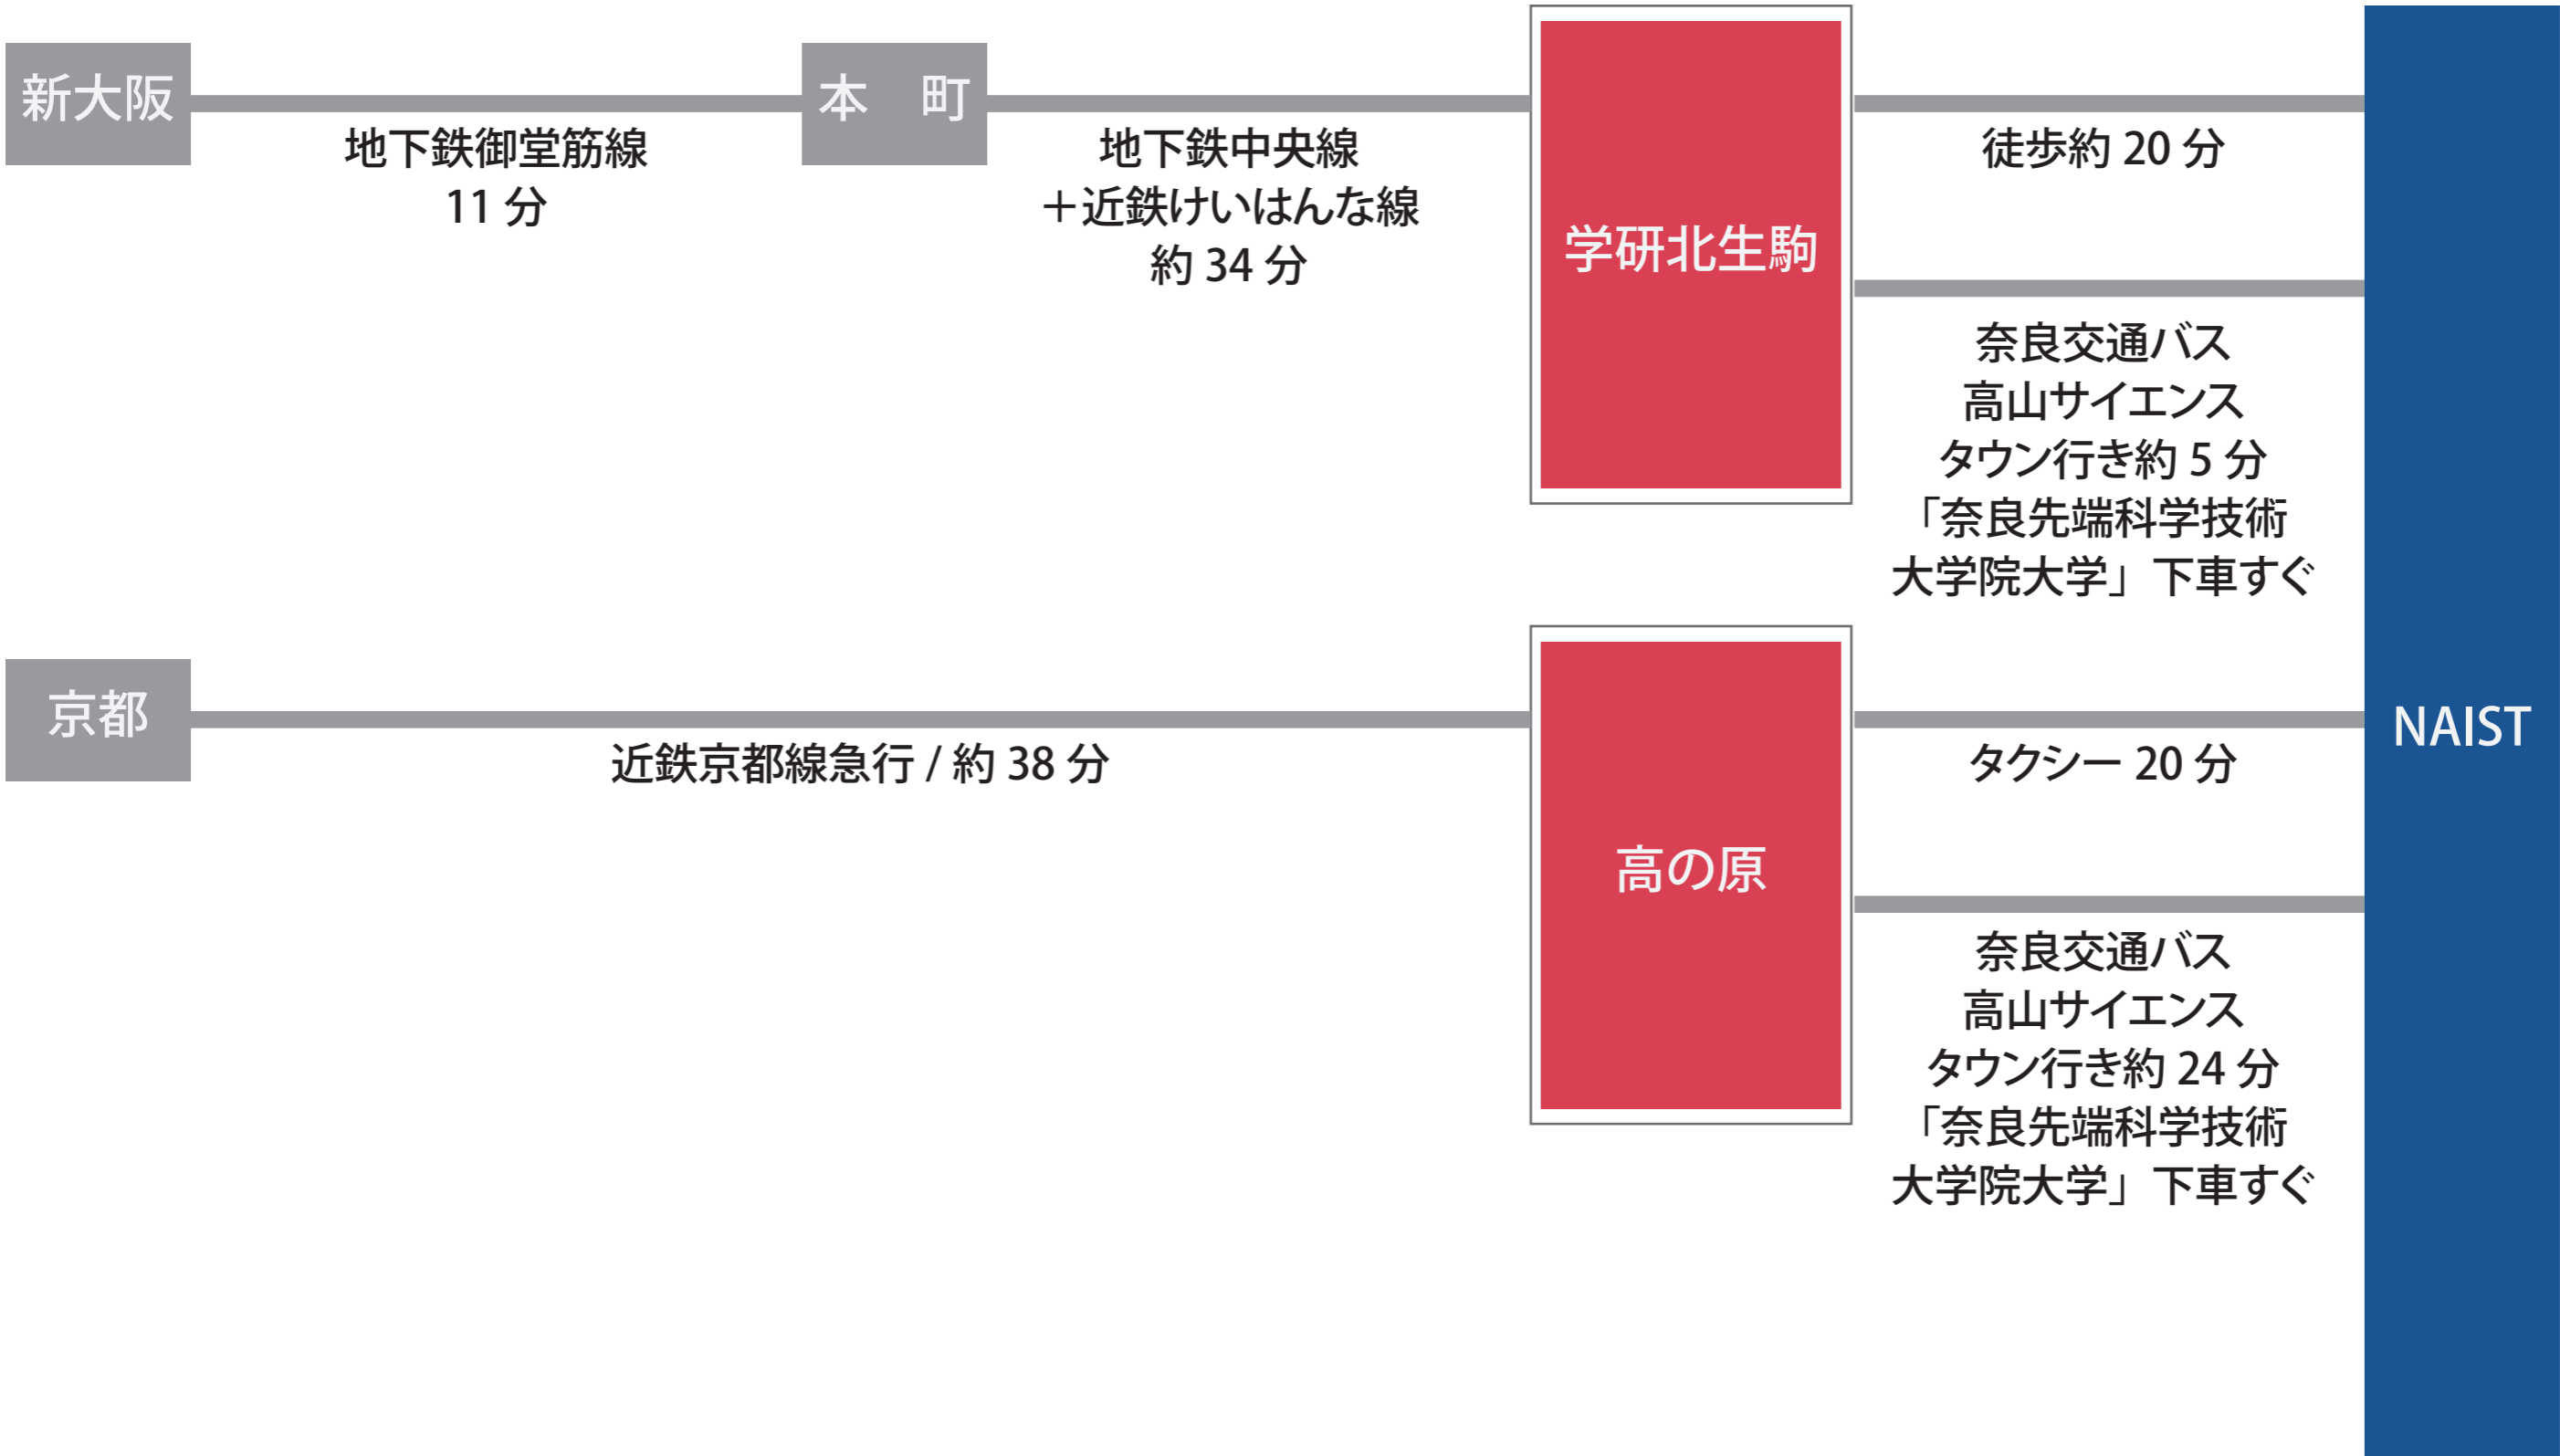 新大阪
地下鉄御堂筋線
11 分
本　町
地下鉄中央線
＋近鉄けいはんな線
約 34 分
学研北生駒
徒歩約 20 分
奈良交通バス
高山サイエンス
タウン行き約 5 分
「奈良先端科学技術
大学院大学」下車すぐ
京都
近鉄京都線急行 / 約 38 分
高の原
タクシー 20 分
奈良交通バス
高山サイエンス
タウン行き約 24 分
「奈良先端科学技術
大学院大学」下車すぐ
NAIST